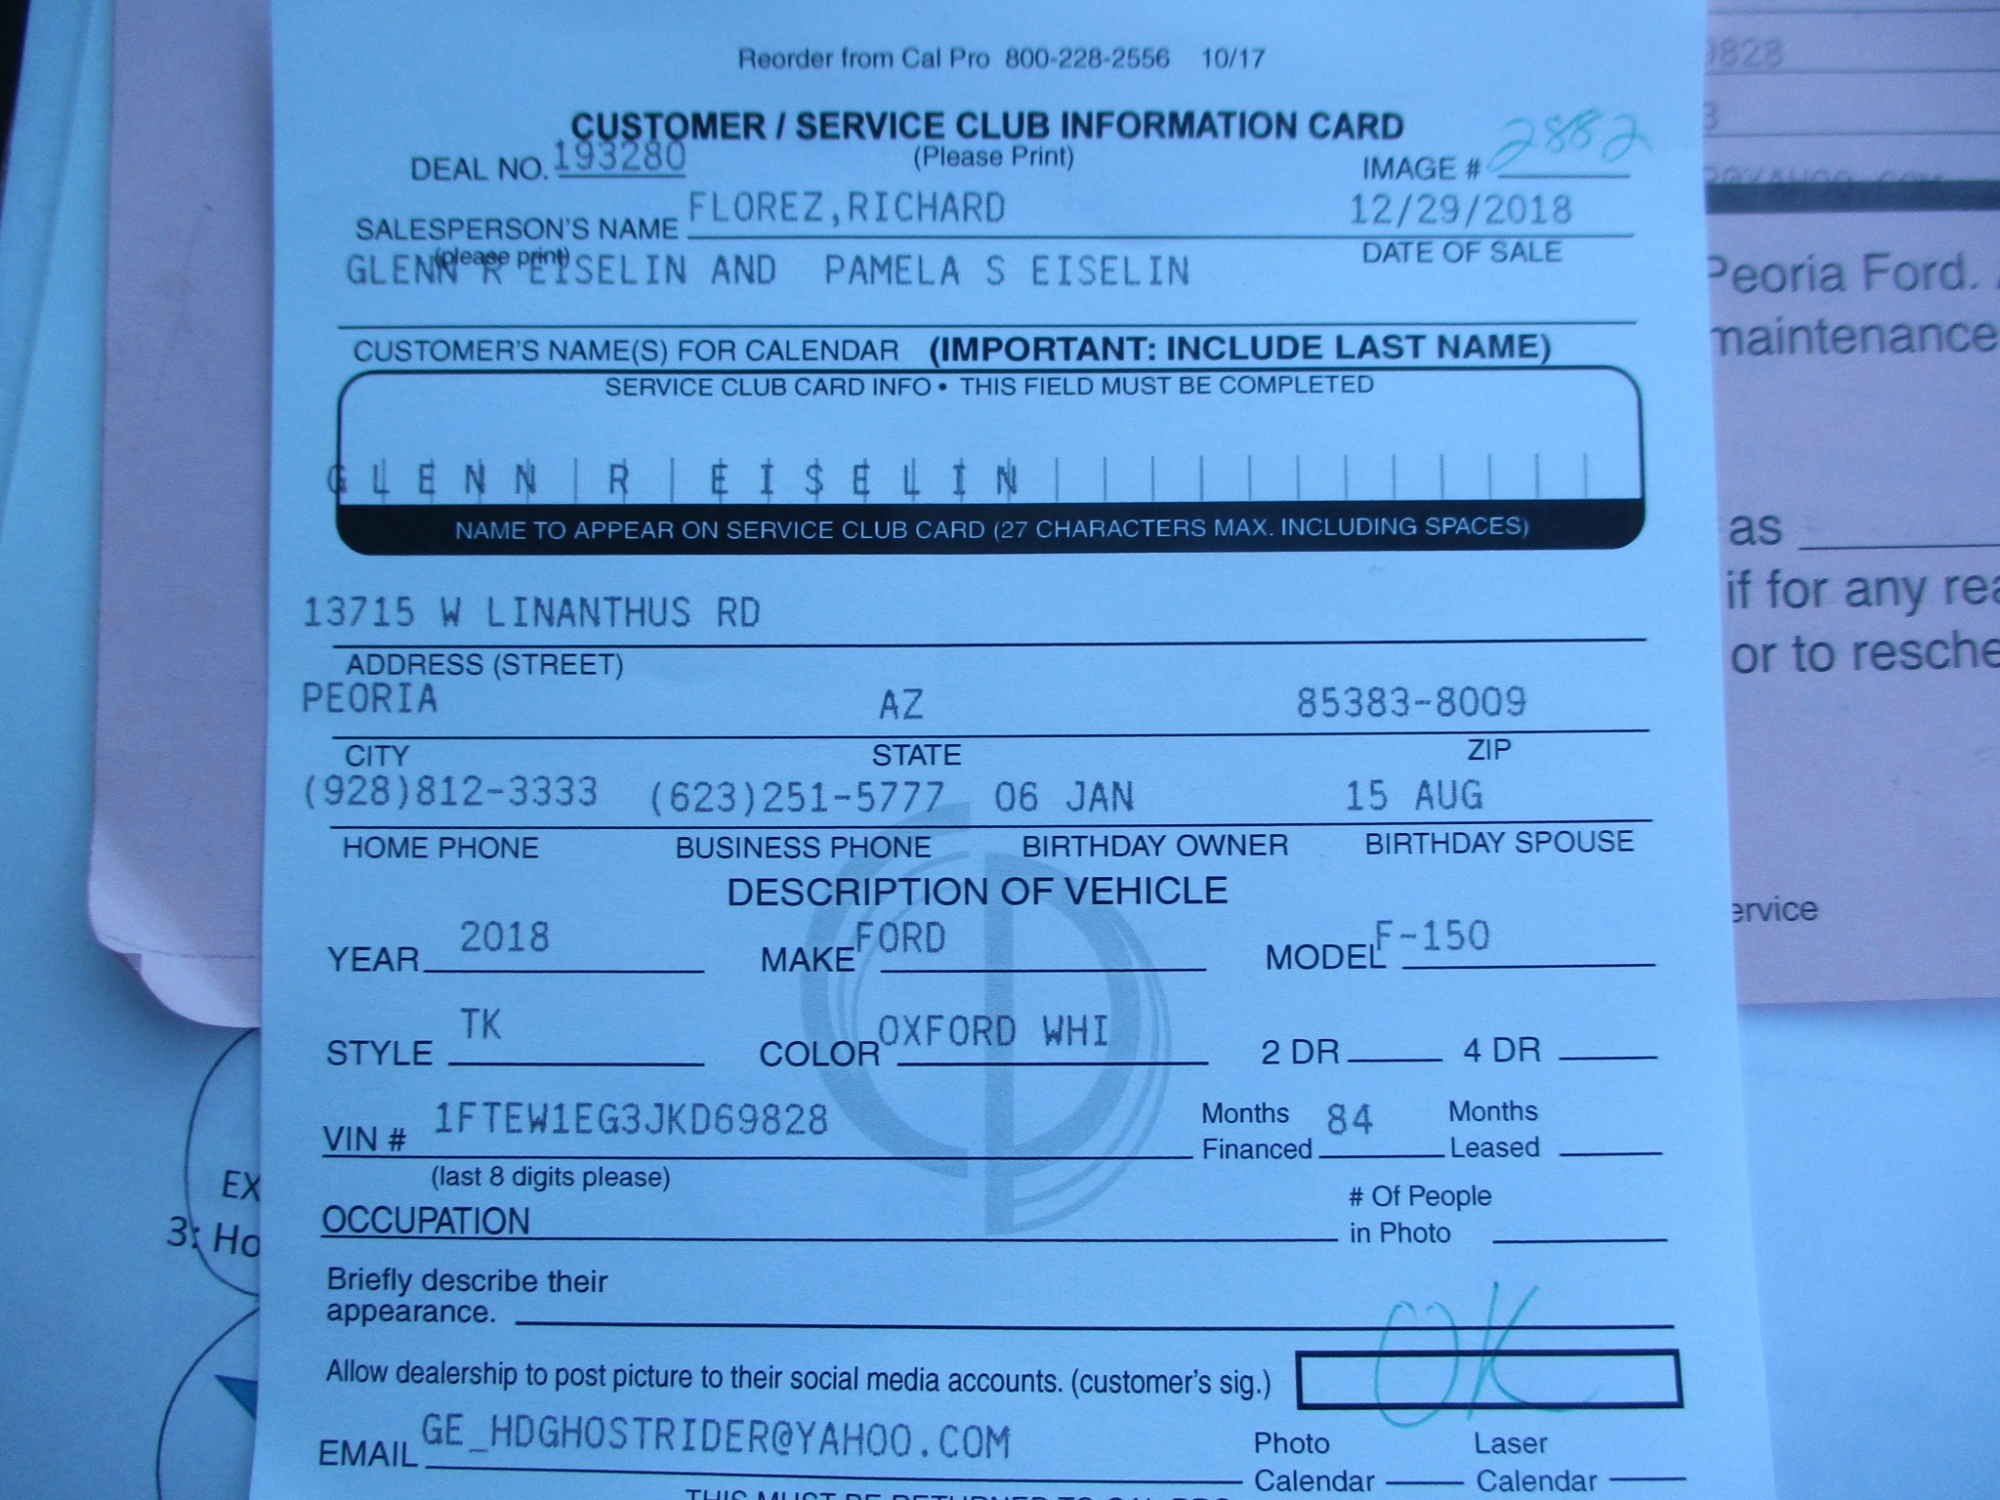 Reorder from Cal Pro 800-228-2556 10/17
CUSTOMER / SERVICE CLUB INFORMATION CARD
(Please Print)
DEAL NO. 193280
IMAGE # 2882
SALESPERSON'S NAME FLOREZ,RICHARD 12/29/2018
(please print) DATE OF SALE
GLENN R EISELIN AND PAMELA S EISELIN
CUSTOMER'S NAME(S) FOR CALENDAR (IMPORTANT: INCLUDE LAST NAME)
SERVICE CLUB CARD INFO • THIS FIELD MUST BE COMPLETED
GLENN R EISELIN
NAME TO APPEAR ON SERVICE CLUB CARD (27 CHARACTERS MAX. INCLUDING SPACES)
13715 W LINANTHUS RD
ADDRESS (STREET)
PEORIA AZ 85383-8009
CITY STATE ZIP
(928)812-3333 (623)251-5777 06 JAN 15 AUG
HOME PHONE BUSINESS PHONE BIRTHDAY OWNER BIRTHDAY SPOUSE
DESCRIPTION OF VEHICLE
YEAR 2018 MAKE FORD MODEL F-150
STYLE TK COLOR OXFORD WHI 2 DR 4 DR
VIN # 1FTEW1EG3JKD69828 Months Financed 84 Months Leased
(last 8 digits please)
OCCUPATION # Of People in Photo
Briefly describe their
appearance.
Allow dealership to post picture to their social media accounts. (customer's sig.) OK
EMAIL GE_HDGHOSTRIDER@YAHOO.COM Photo Calendar Laser Calendar
9828
Peoria Ford.
maintenance
as
if for any
or to
EX
3: Ho